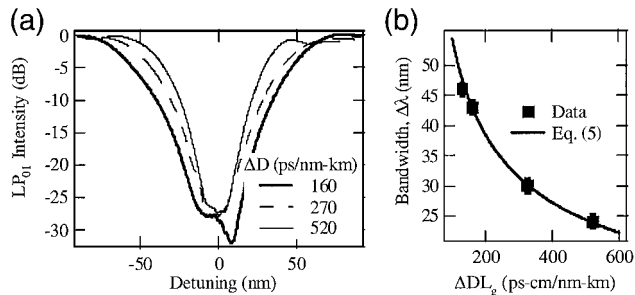 (a)
0
-5
-10
-15
-20
-25
-30
LP01 Intensity (dB)
ΔD (ps/nm-km)
160
270
520
-50
0
50
Detuning (nm)
(b)
50
45
40
35
30
25
Bandwidth, Δλ (nm)
Data
Eq. (5)
200
400
600
ΔDLg (ps-cm/nm-km)